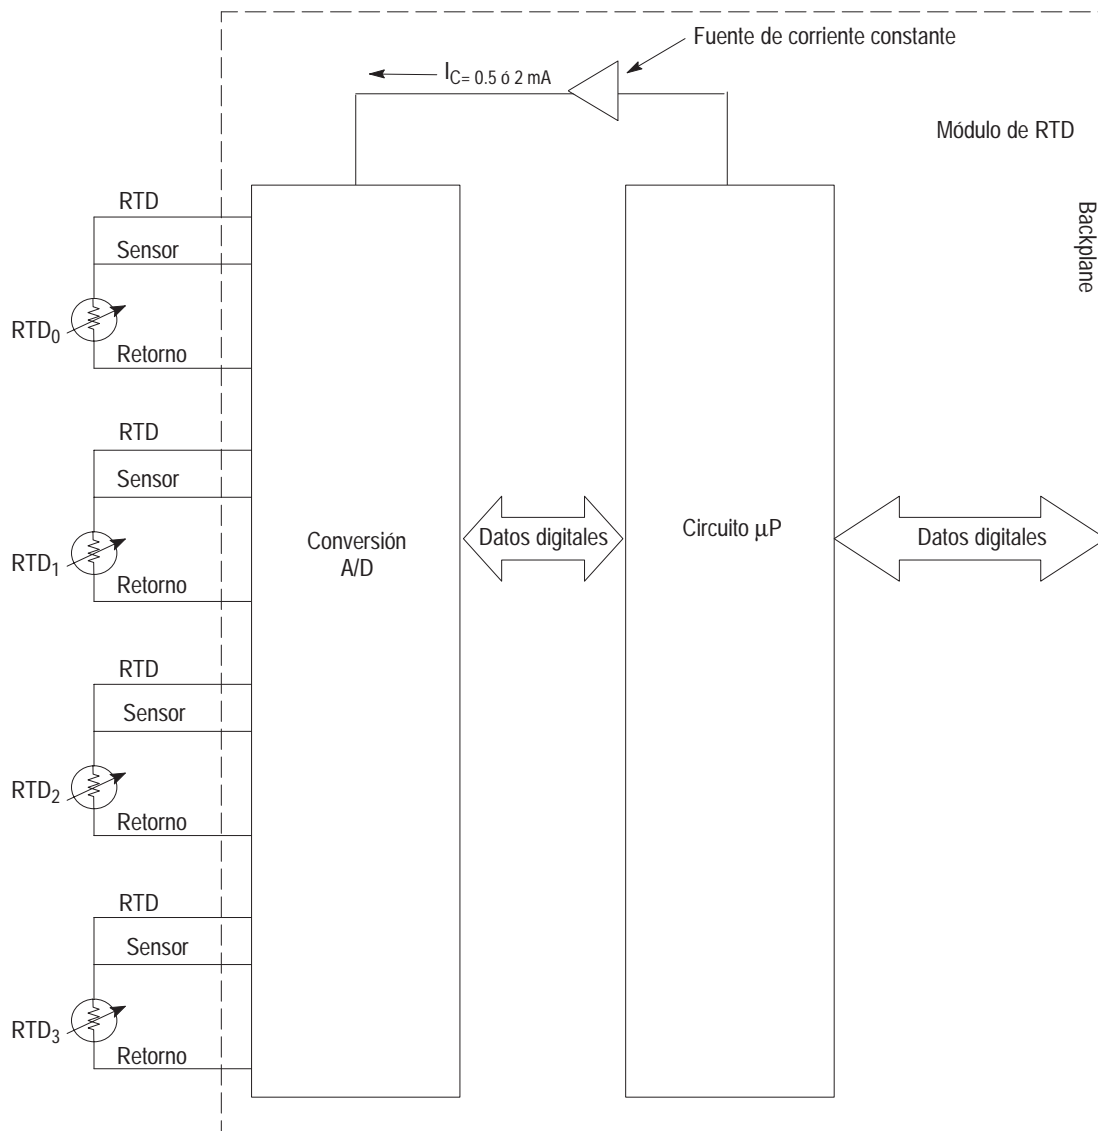 Fuente de corriente constante
I_C= 0.5 ó 2 mA
Módulo de RTD
Backplane
RTD
Sensor
RTD₀
Retorno
RTD
Sensor
RTD₁
Retorno
Conversión
A/D
Datos digitales
Circuito µP
Datos digitales
RTD
Sensor
RTD₂
Retorno
RTD
Sensor
RTD₃
Retorno